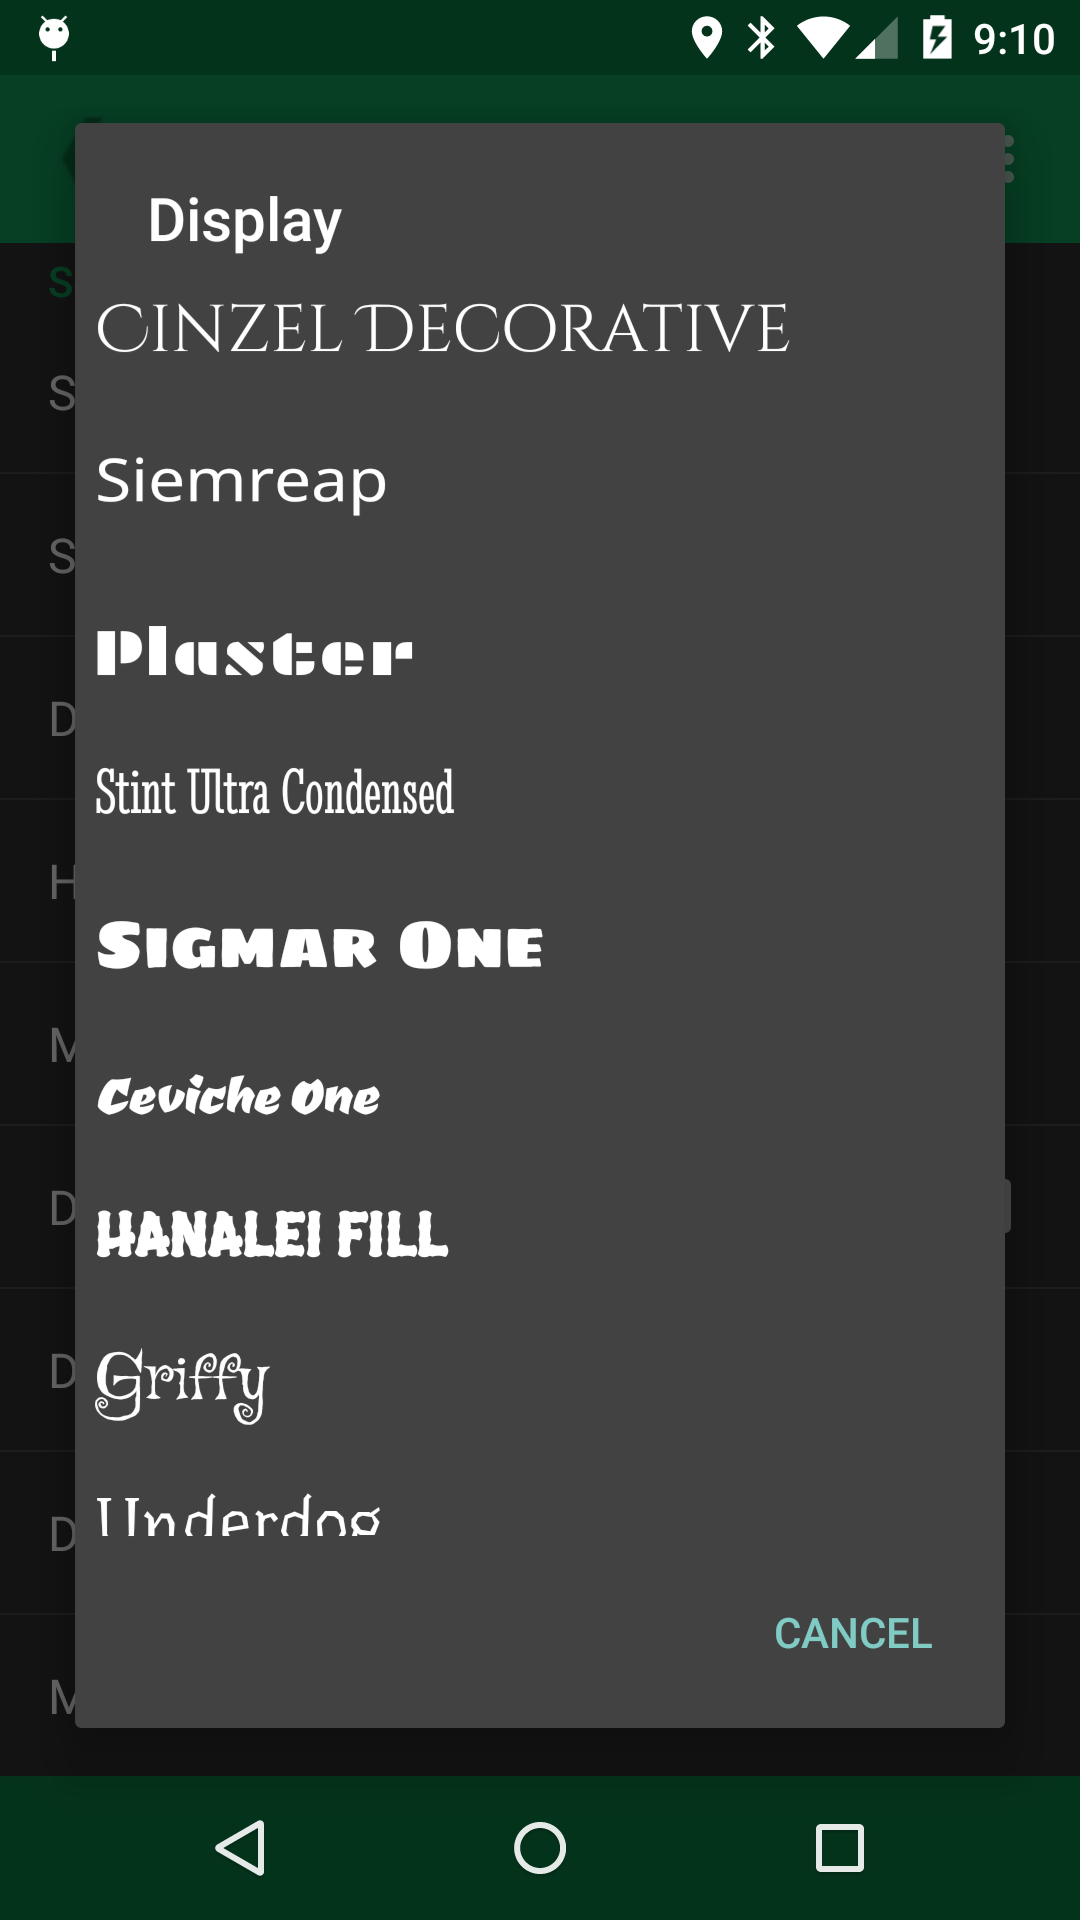 9:10
Display
S
Cinzel Decorative
S
Siemreap
S
Plaster
D
Stint Ultra Condensed
H
Sigmar One
M
Ceviche One
D
Hanalei Fill
D
Griffy
D
Underdog
CANCEL
M